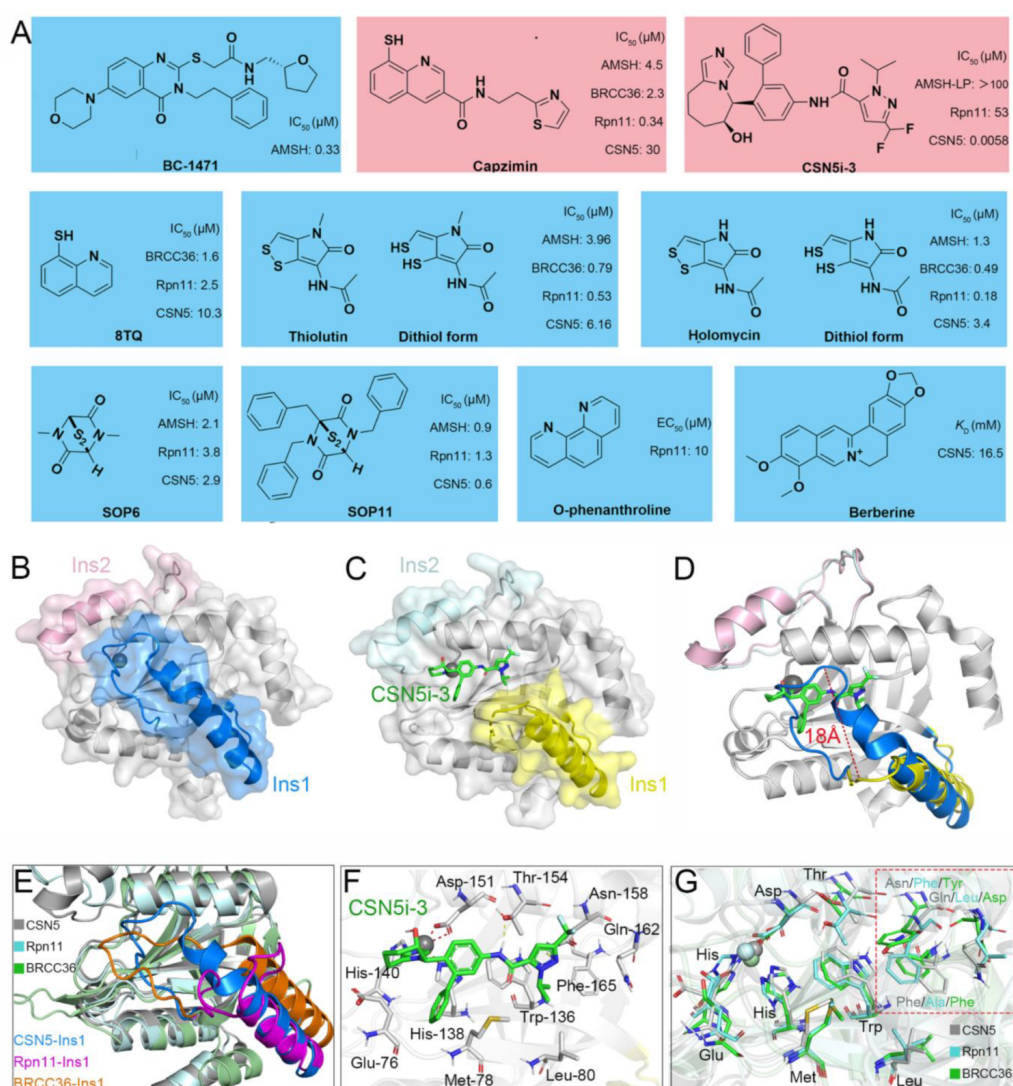 A
BC-1471
IC50 (μM)
AMSH: 0.33
Capzimin
IC50 (μM)
AMSH: 4.5
BRCC36: 2.3
Rpn11: 0.34
CSN5: 30
CSN5i-3
IC50 (μM)
AMSH-LP: >100
Rpn11: 53
CSN5: 0.0058
8TQ
IC50 (μM)
BRCC36: 1.6
Rpn11: 2.5
CSN5: 10.3
Thiolutin
Dithiol form
IC50 (μM)
AMSH: 3.96
BRCC36: 0.79
Rpn11: 0.53
CSN5: 6.16
Holomycin
Dithiol form
IC50 (μM)
AMSH: 1.3
BRCC36: 0.49
Rpn11: 0.18
CSN5: 3.4
SOP6
IC50 (μM)
AMSH: 2.1
Rpn11: 3.8
CSN5: 2.9
SOP11
IC50 (μM)
AMSH: 0.9
Rpn11: 1.3
CSN5: 0.6
O-phenanthroline
EC50 (μM)
Rpn11: 10
Berberine
KD (mM)
CSN5: 16.5
B
Ins2
Ins1
C
Ins2
CSN5i-3
Ins1
D
18Å
E
CSN5
Rpn11
BRCC36
CSN5-Ins1
Rpn11-Ins1
BRCC36-Ins1
F
CSN5i-3
Asp-151
Thr-154
Asn-158
Gln-162
His-140
Phe-165
His-138
Trp-136
Glu-76
Met-78
Leu-80
G
Thr
Asp
Asn/Phe/Tyr
Gln/Leu/Asp
His
His
Phe/Ala/Phe
Trp
Glu
Met
Leu
CSN5
Rpn11
BRCC36